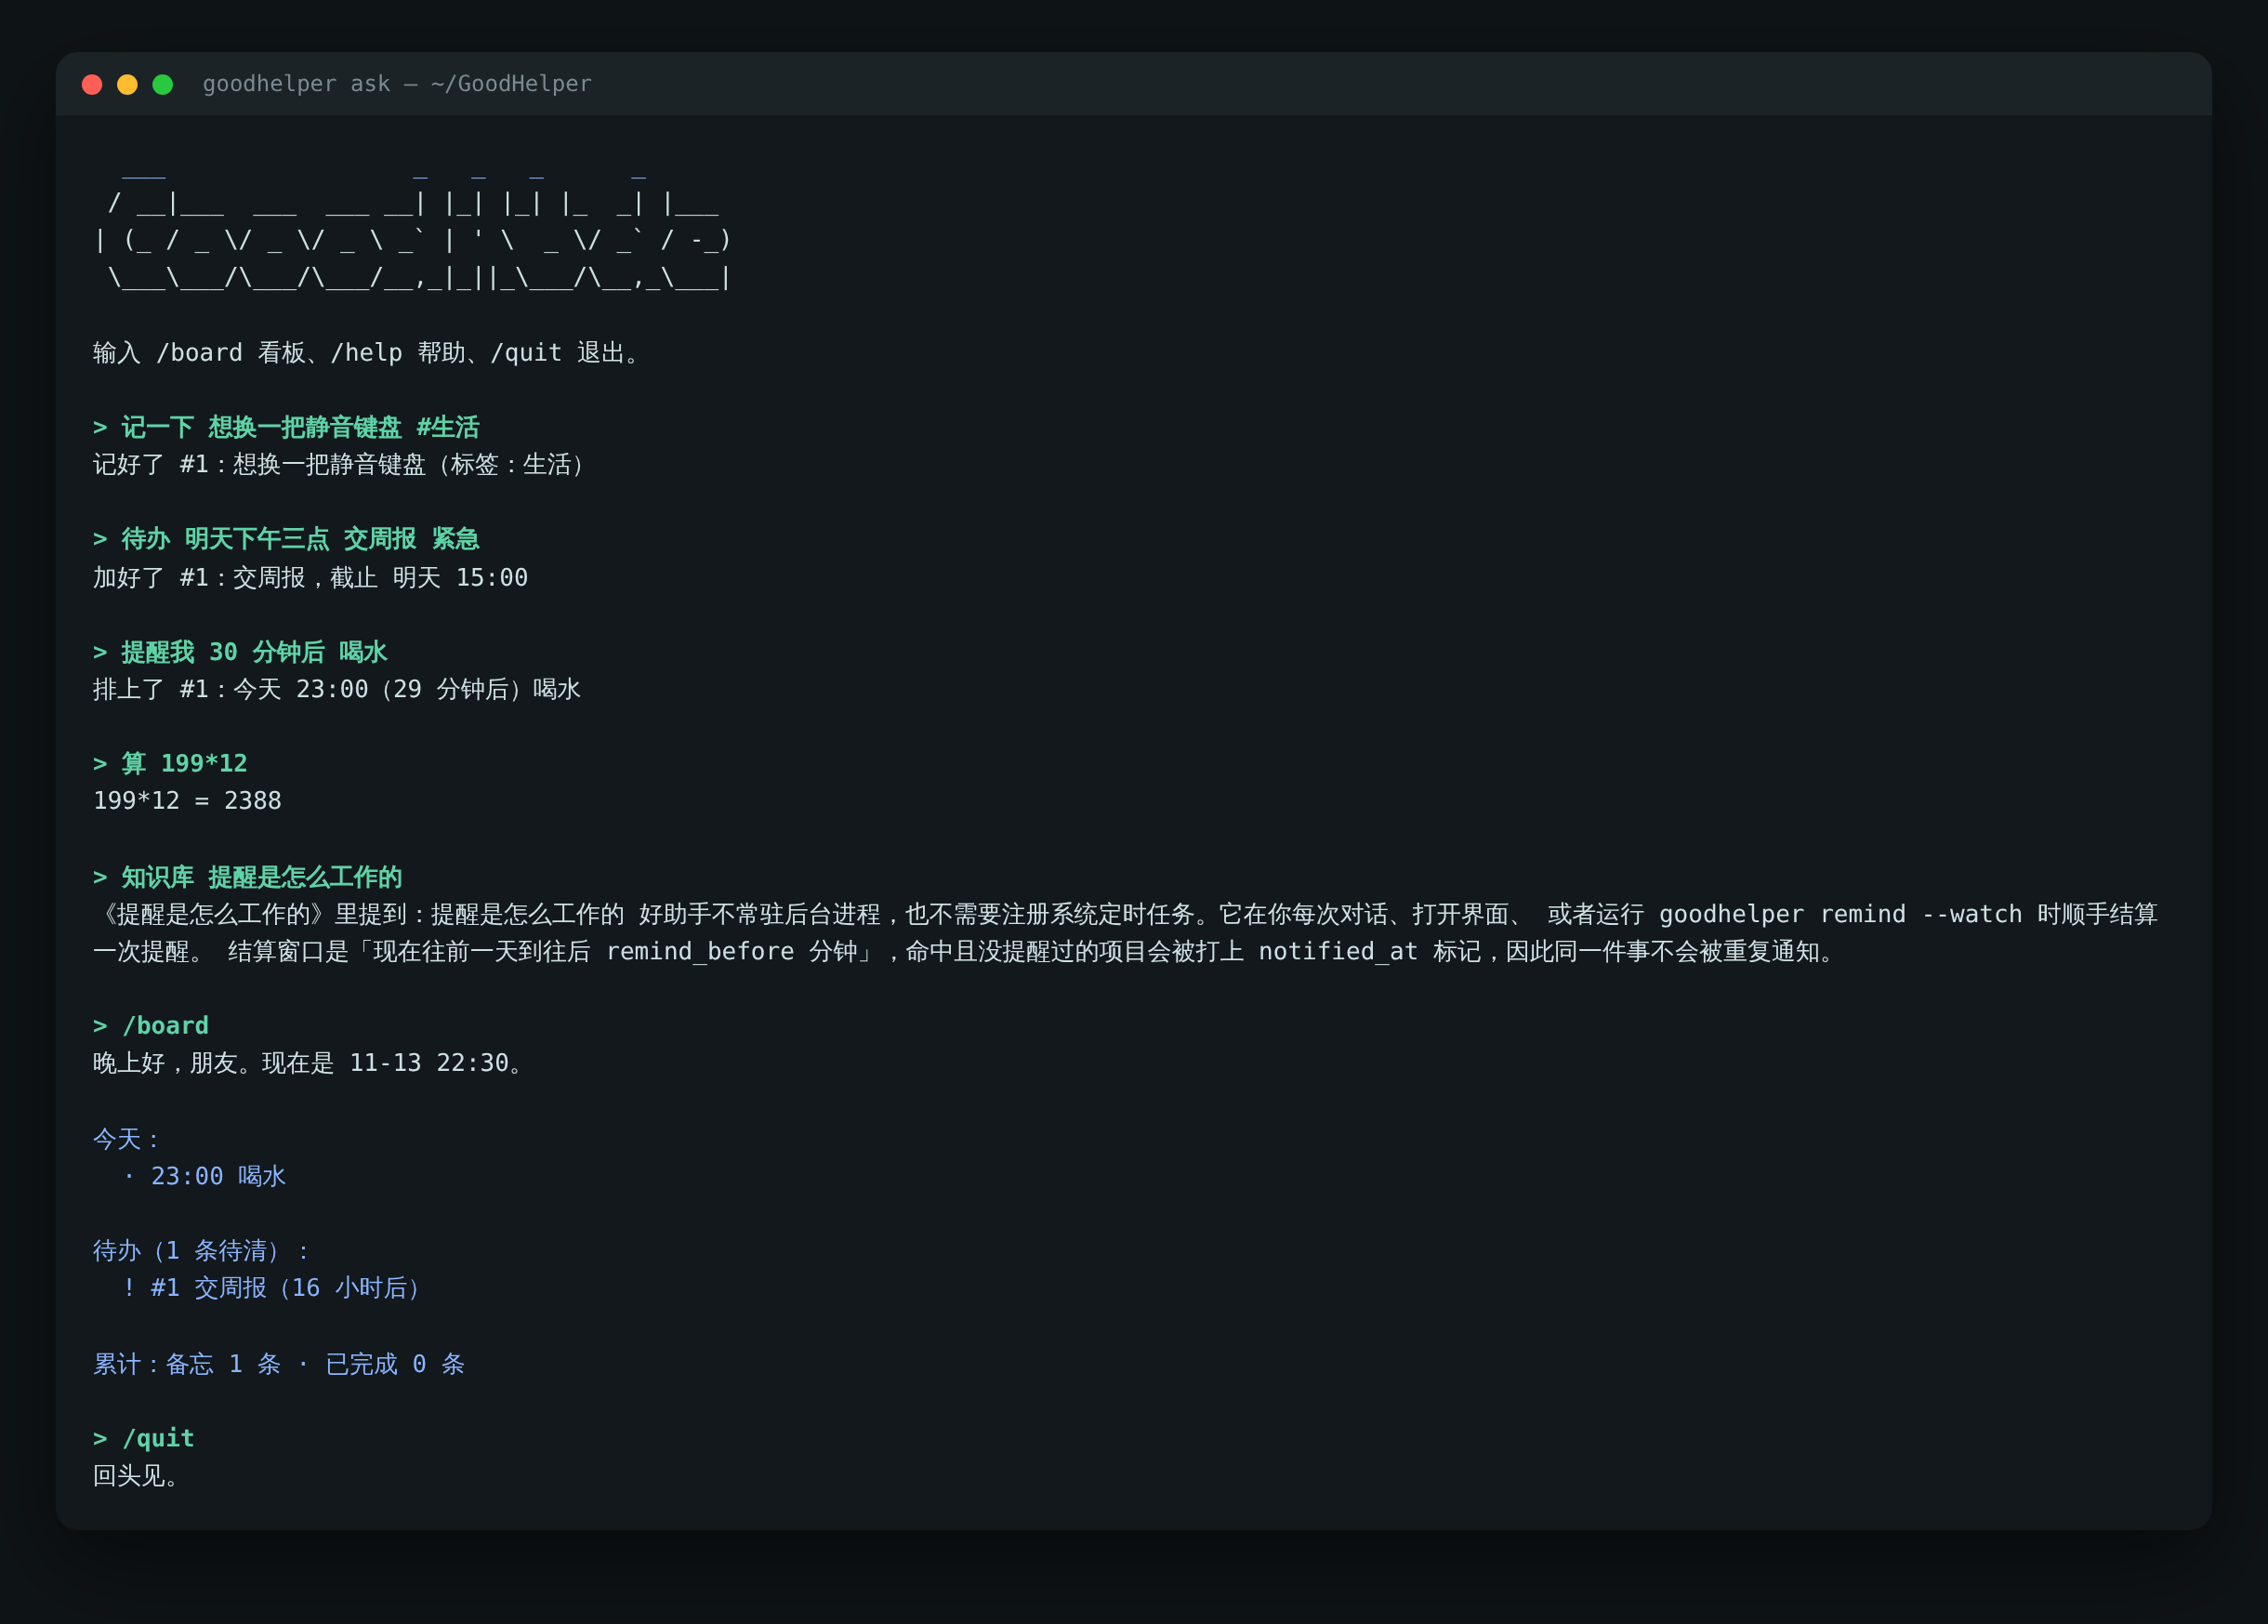 goodhelper ask — ~/GoodHelper
  ___                 _   _   _      _
 / __|___  ___  ___ __| |_| |_| |_  _| |___
| (_ / _ \/ _ \/ _ \ _` | ' \  _ \/ _` / -_)
 \___\___/\___/\___/__,_|_||_\___/\__,_\___|
输入 /board 看板、/help 帮助、/quit 退出。
> 记一下 想换一把静音键盘 #生活
记好了 #1：想换一把静音键盘（标签：生活）
> 待办 明天下午三点 交周报 紧急
加好了 #1：交周报，截止 明天 15:00
> 提醒我 30 分钟后 喝水
排上了 #1：今天 23:00（29 分钟后）喝水
> 算 199*12
199*12 = 2388
> 知识库 提醒是怎么工作的
《提醒是怎么工作的》里提到：提醒是怎么工作的 好助手不常驻后台进程，也不需要注册系统定时任务。它在你每次对话、打开界面、 或者运行 goodhelper remind --watch 时顺手结算
一次提醒。 结算窗口是「现在往前一天到往后 remind_before 分钟」，命中且没提醒过的项目会被打上 notified_at 标记，因此同一件事不会被重复通知。
> /board
晚上好，朋友。现在是 11-13 22:30。
今天：
  · 23:00 喝水
待办（1 条待清）：
  ! #1 交周报（16 小时后）
累计：备忘 1 条 · 已完成 0 条
> /quit
回头见。